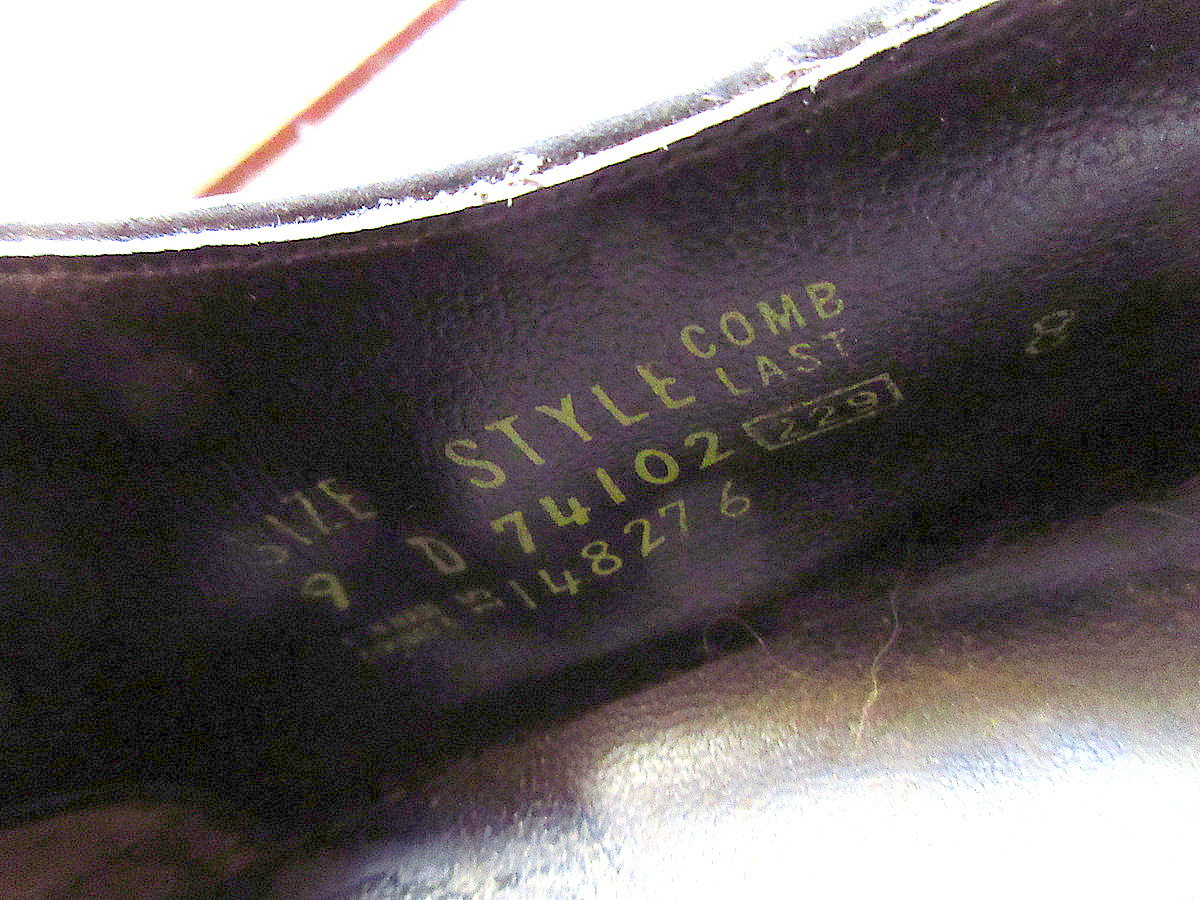 COMB
SIZE STYLE LAST
9 D 74102 229
148276
8